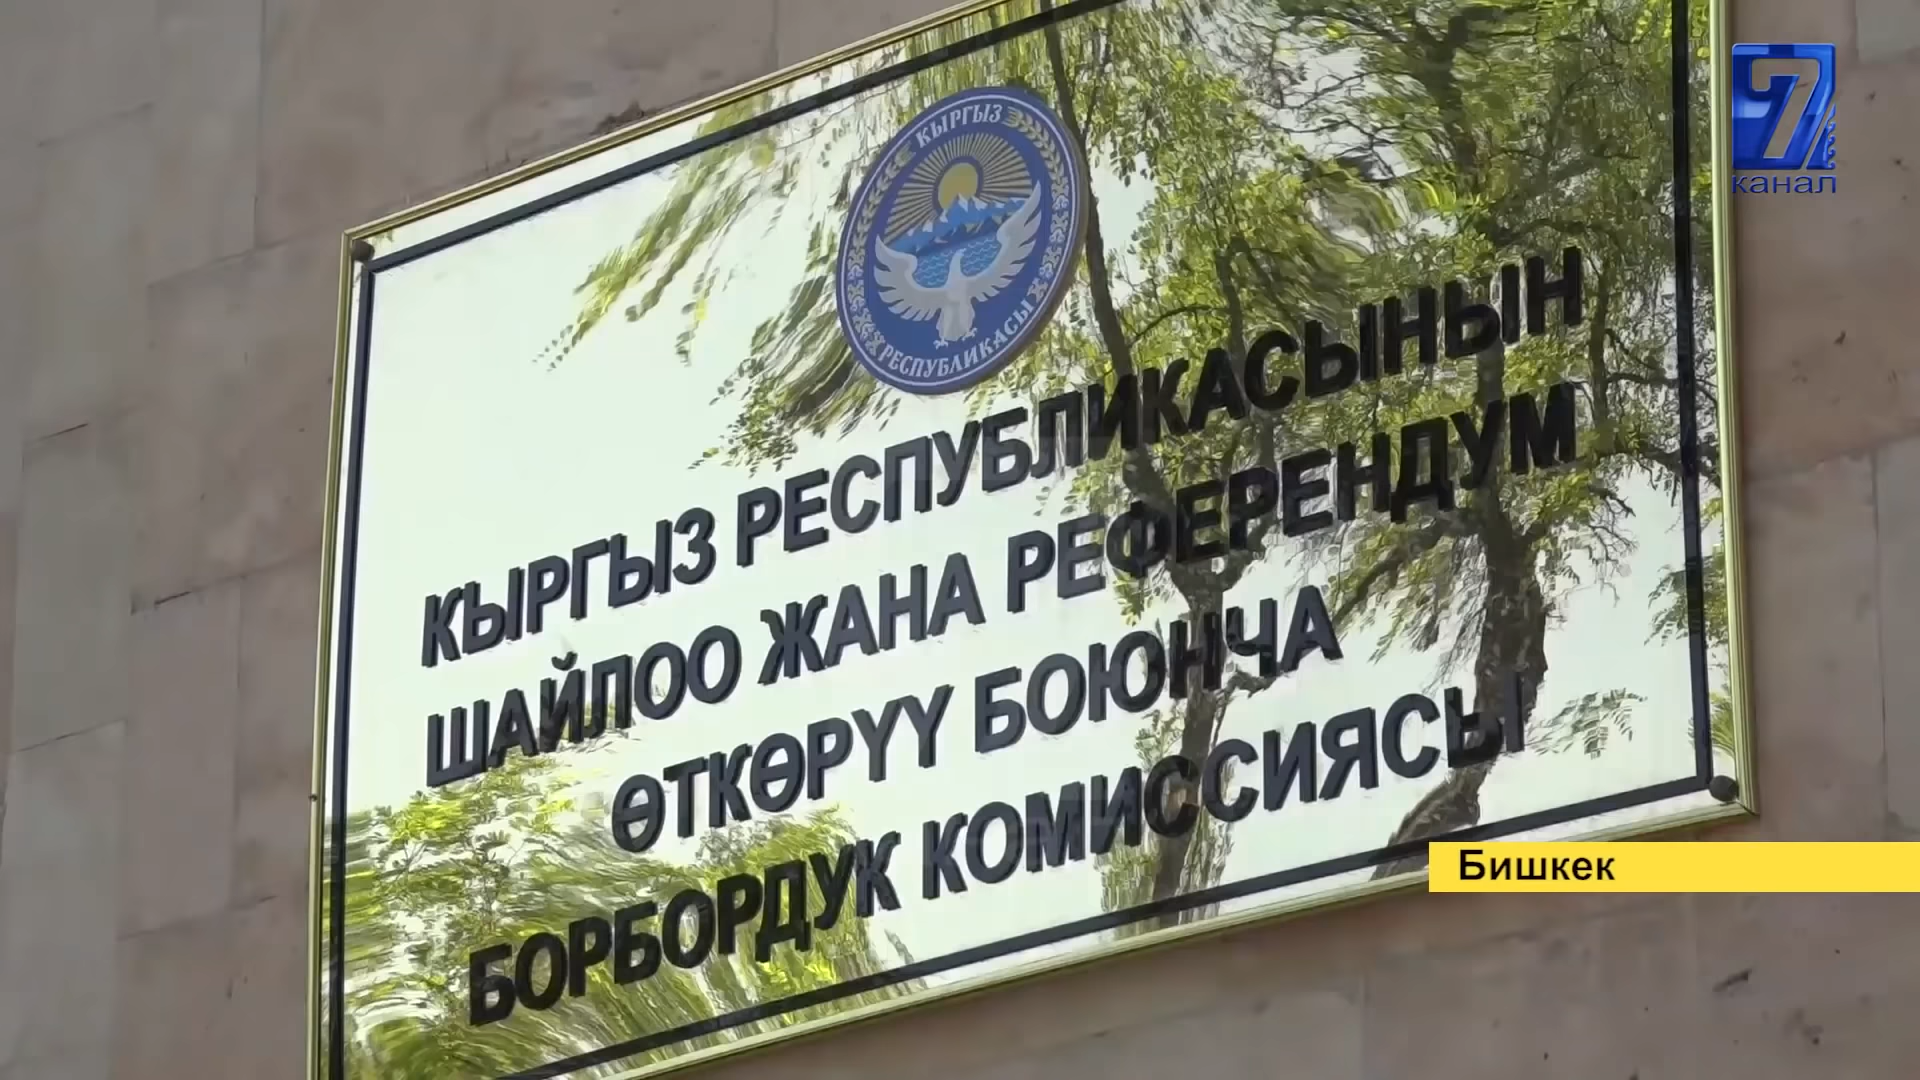 7
канал
КЫРГЫЗ
РЕСПУБЛИКАСЫ
КЫРГЫЗ РЕСПУБЛИКАСЫНЫН
ШАЙЛОО ЖАНА РЕФЕРЕНДУМ
ӨТКӨРҮҮ БОЮНЧА
БОРБОРДУК КОМИССИЯСЫ
Бишкек